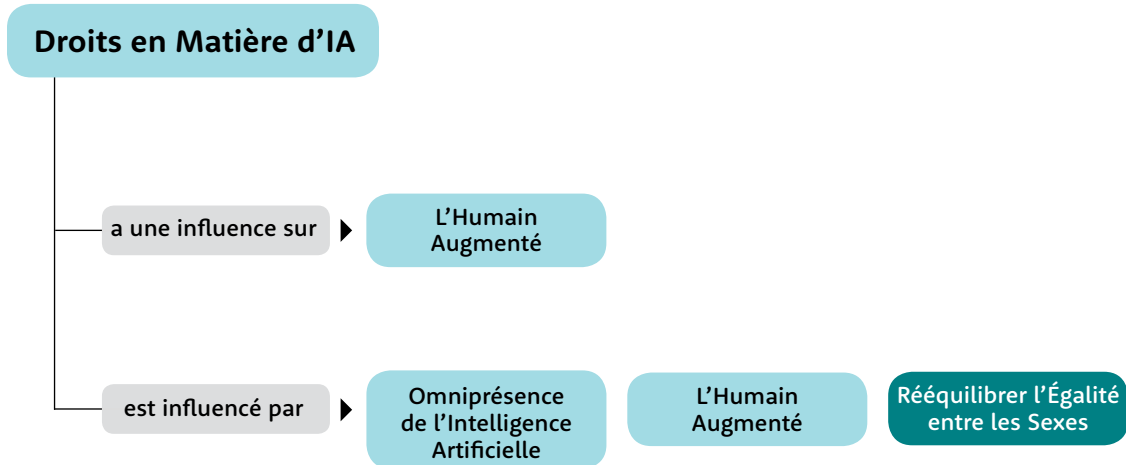 Droits en Matière d’IA
a une influence sur
L’Humain
Augmenté
est influencé par
Omniprésence
de l’Intelligence
Artificielle
L’Humain
Augmenté
Rééquilibrer l’Égalité
entre les Sexes